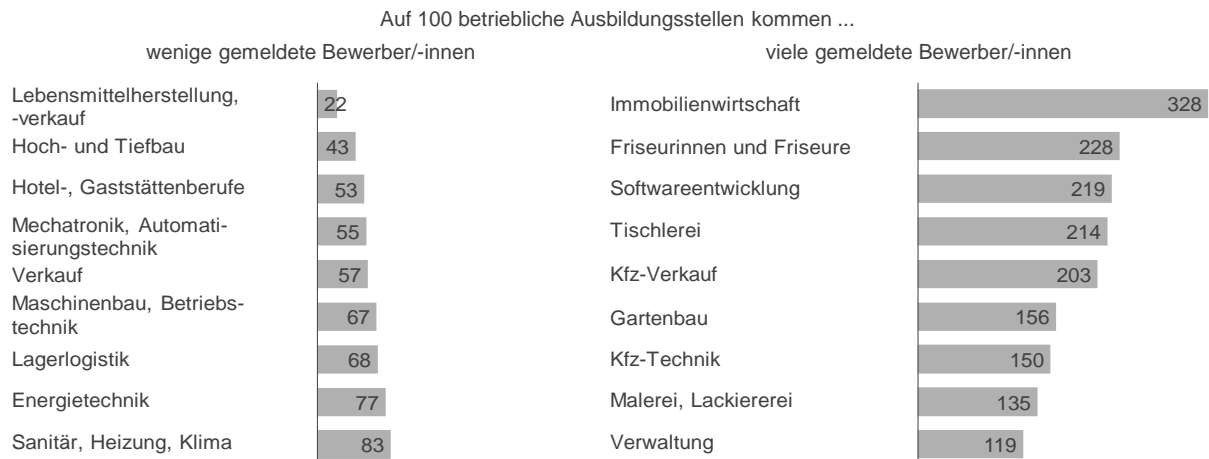 Auf 100 betriebliche Ausbildungsstellen kommen ...
wenige gemeldete Bewerber/-innen
Lebensmittelherstellung,
-verkauf
22
Hoch- und Tiefbau
43
Hotel-, Gaststättenberufe
53
Mechatronik, Automati-
sierungstechnik
55
Verkauf
57
Maschinenbau, Betriebs-
technik
67
Lagerlogistik
68
Energietechnik
77
Sanitär, Heizung, Klima
83
viele gemeldete Bewerber/-innen
Immobilienwirtschaft
328
Friseurinnen und Friseure
228
Softwareentwicklung
219
Tischlerei
214
Kfz-Verkauf
203
Gartenbau
156
Kfz-Technik
150
Malerei, Lackiererei
135
Verwaltung
119